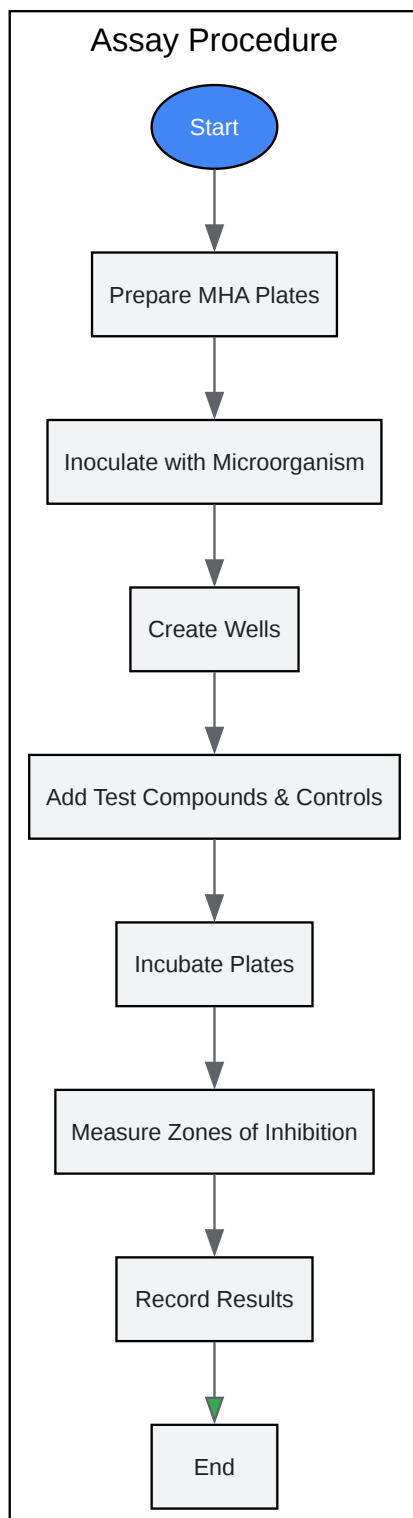 Assay Procedure
Start
Prepare MHA Plates
Inoculate with Microorganism
Create Wells
Add Test Compounds & Controls
Incubate Plates
Measure Zones of Inhibition
Record Results
End